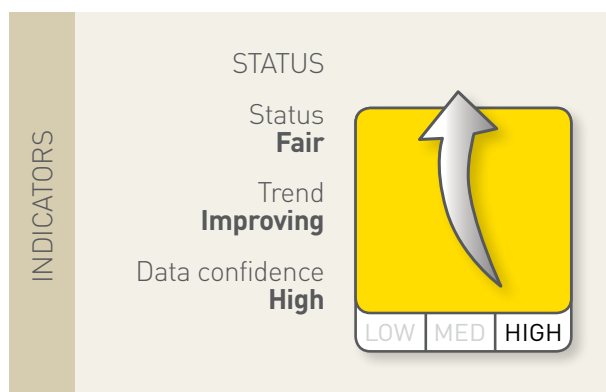 INDICATORS
STATUS
Status
Fair
Trend
Improving
Data confidence
High
LOW MED HIGH